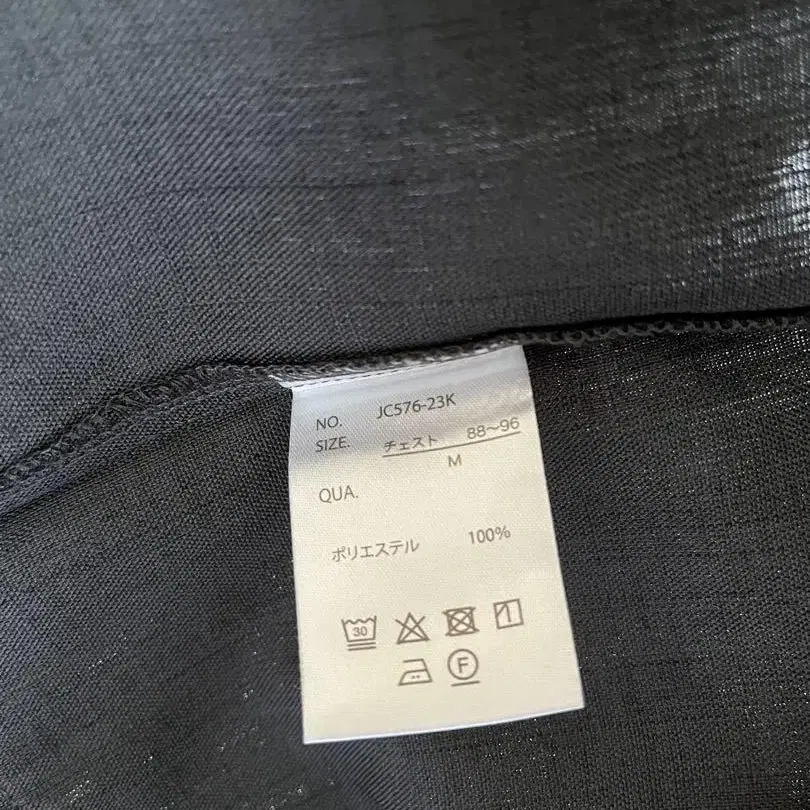 NO. JC576-23K
SIZE. チェスト 88～96
M
QUA.
ポリエステル 100%
30
F